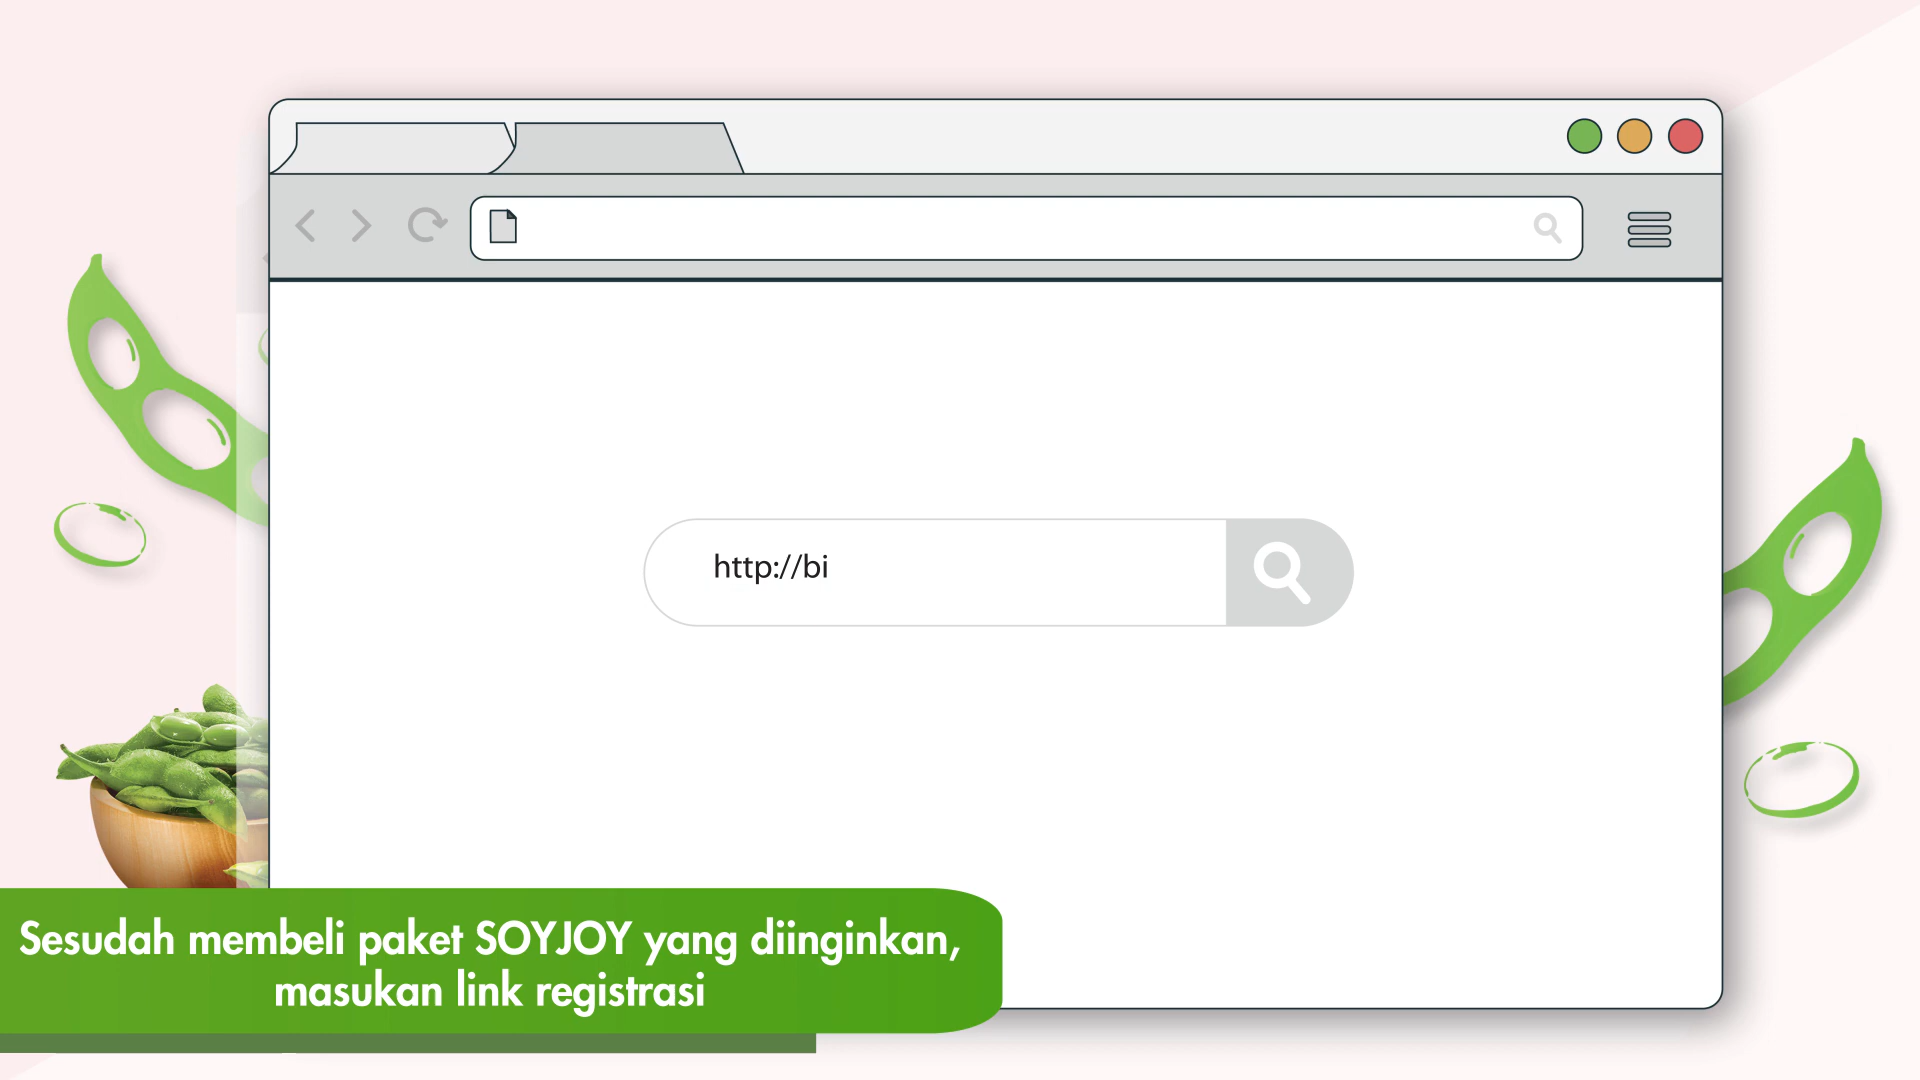 http://bi
Sesudah membeli paket SOYJOY yang diinginkan,
masukan link registrasi